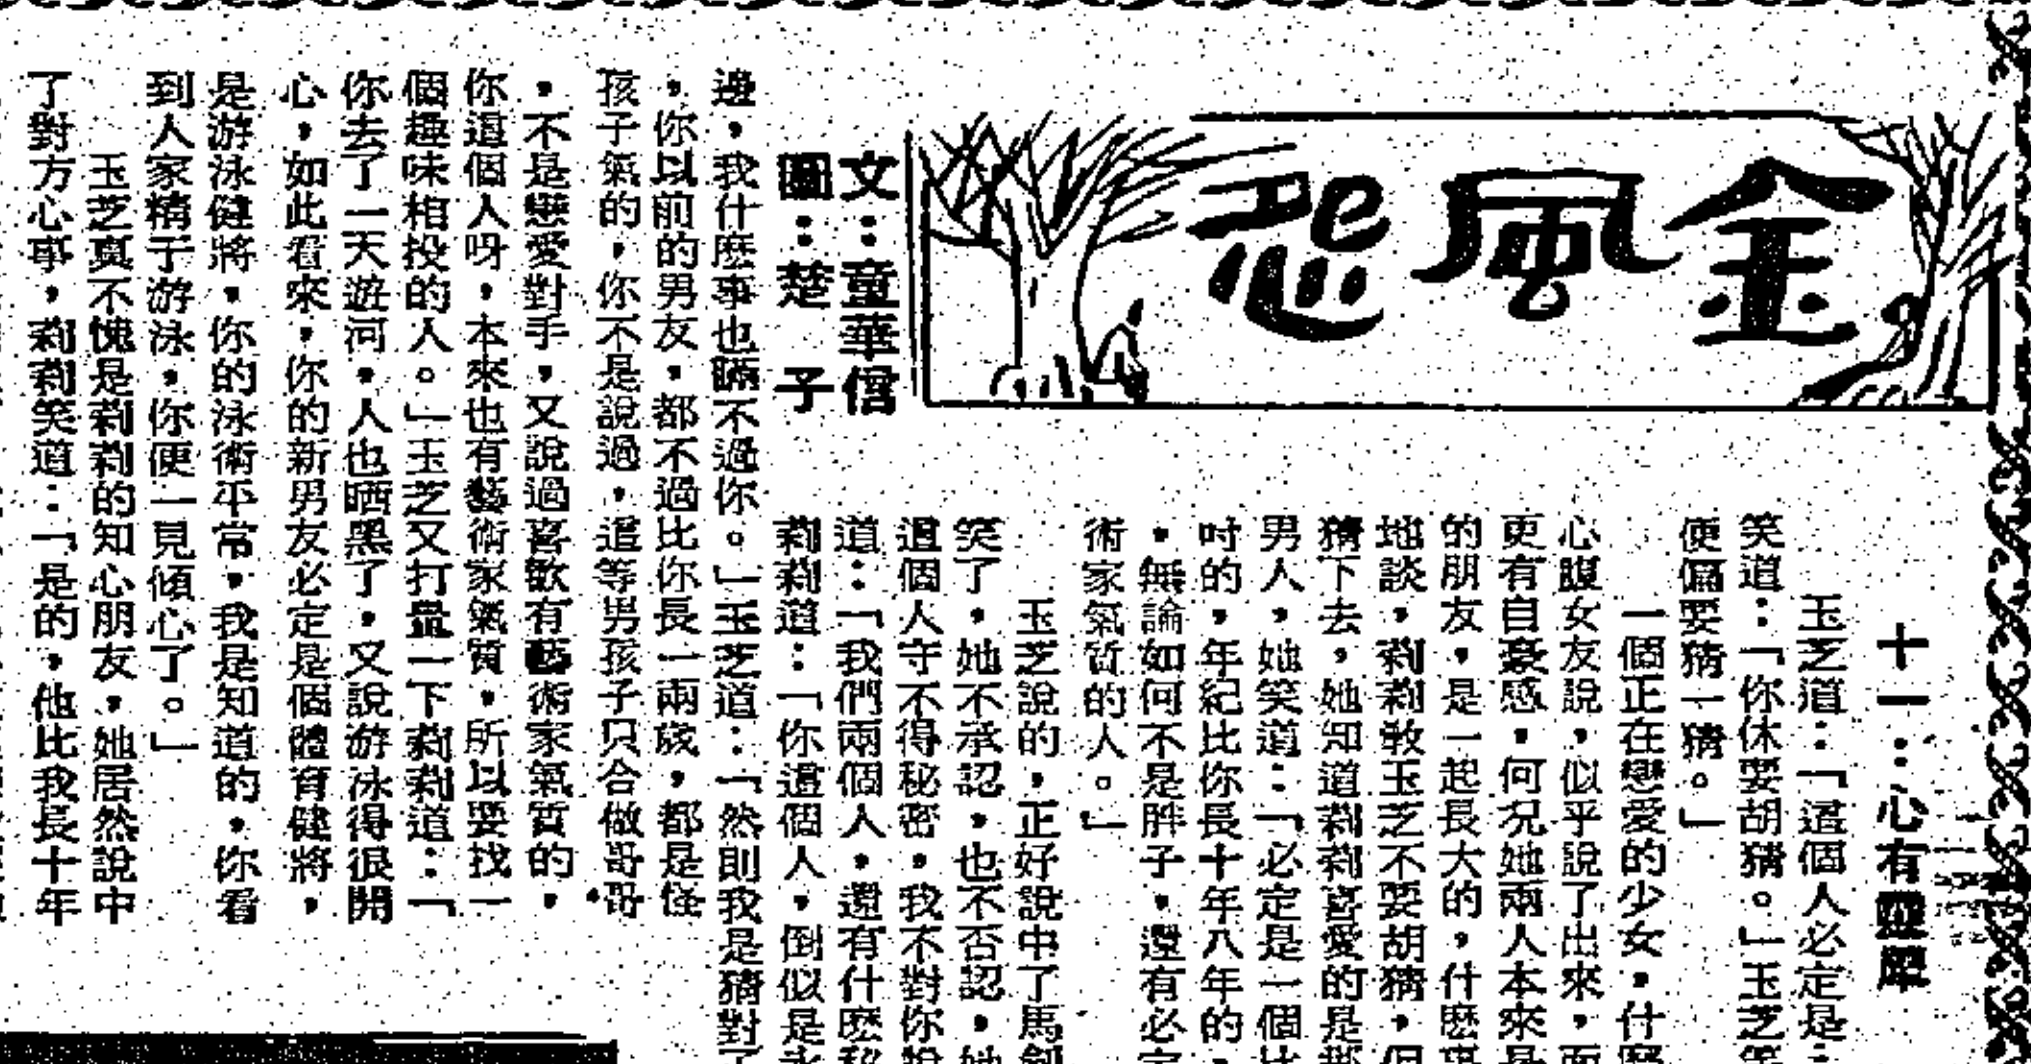 金風怨
文：童華信
圖：楚　子
十一：心有靈犀
玉芝道：「這個人必定是
笑道：「你休要胡猜。」玉芝笑
便偏要猜一猜。」
一個正在戀愛的少女，什麼
心腹女友說，似乎說了出來，而
更有自豪感，何況她兩人本來是
的朋友，是一起長大的，什麼事
地談，莉莉敢玉芝不要胡猜，但
猜下去，她知道莉莉喜愛的是那
男人，她笑道：「必定是一個比
吋的，年紀比你長十年八年的，
，無論如何不是胖子，還有必定
術家氣質的人。」
玉芝說的，正好說中了馬劍
笑了，她不承認，也不否認，她
這個人守不得秘密，我不對你說
道：「我們兩個人，還有什麼秘
莉莉道：「你這個人，倒似是永
邊，我什麽事也瞞不過你。」玉芝道：「然則我是猜對了
，你以前的男友，都不過比你長一兩歲，都是怪
孩子氣的，你不是說過，這等男孩子只合做哥哥
，不是戀愛對手，又說過喜歡有藝術家氣質的，
你這個人呀，本來也有藝術家氣質，所以要找一
個趣味相投的人。」玉芝又打量一下莉莉道：「
你去了一天遊河，人也晒黑了，又說游泳得很開
心，如此看來，你的新男友必定是個體育健將，
是游泳健將，你的泳術平常，我是知道的，你看
到人家精于游泳，你便一見傾心了。」
玉芝真不愧是莉莉的知心朋友，她居然說中
了對方心事，莉莉笑道：「是的，他比我長十年